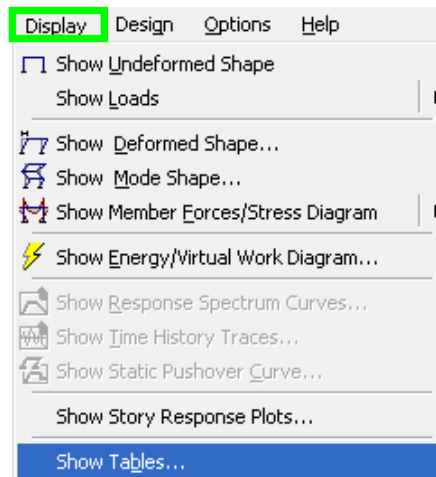 Display Design Options Help
Show Undeformed Shape
Show Loads
Show Deformed Shape...
Show Mode Shape...
Show Member Forces/Stress Diagram
Show Energy/Virtual Work Diagram...
Show Response Spectrum Curves...
Show Time History Traces...
Show Static Pushover Curve...
Show Story Response Plots...
Show Tables...